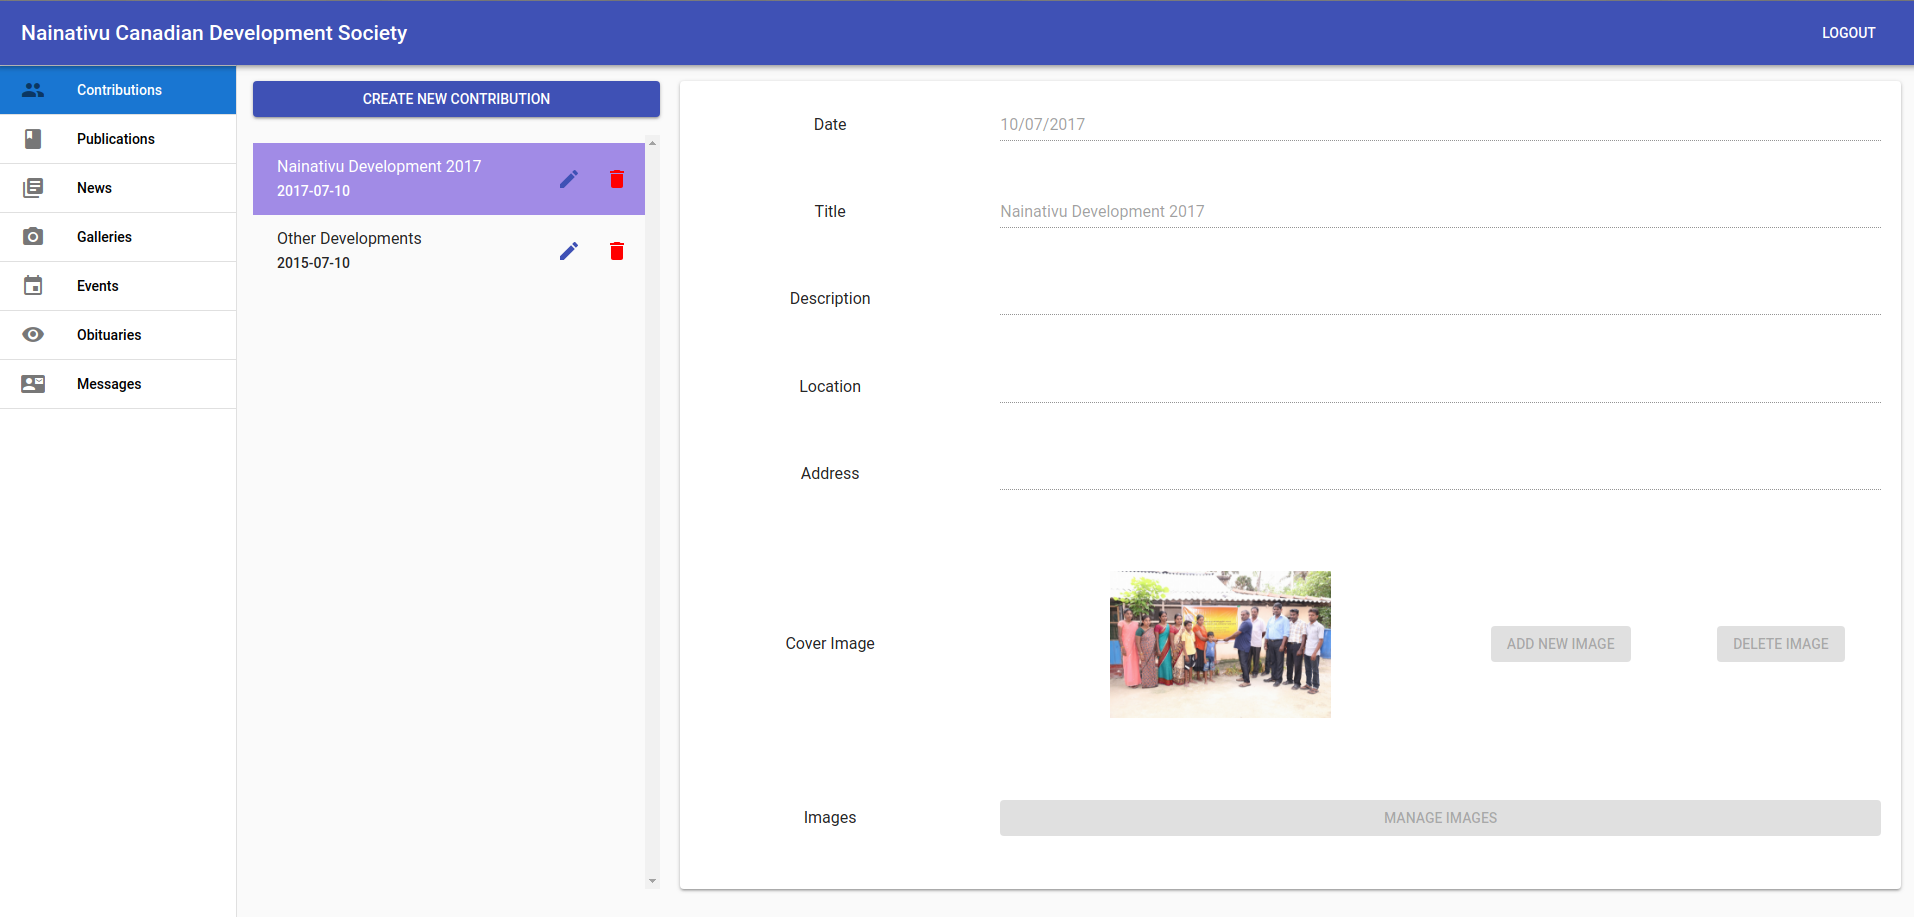 Nainativu Canadian Development Society
LOGOUT
Contributions
Publications
News
Galleries
Events
Obituaries
Messages
CREATE NEW CONTRIBUTION
Nainativu Development 2017
2017-07-10
Other Developments
2015-07-10
Date
10/07/2017
Title
Nainativu Development 2017
Description
Location
Address
Cover Image
ADD NEW IMAGE
DELETE IMAGE
Images
MANAGE IMAGES